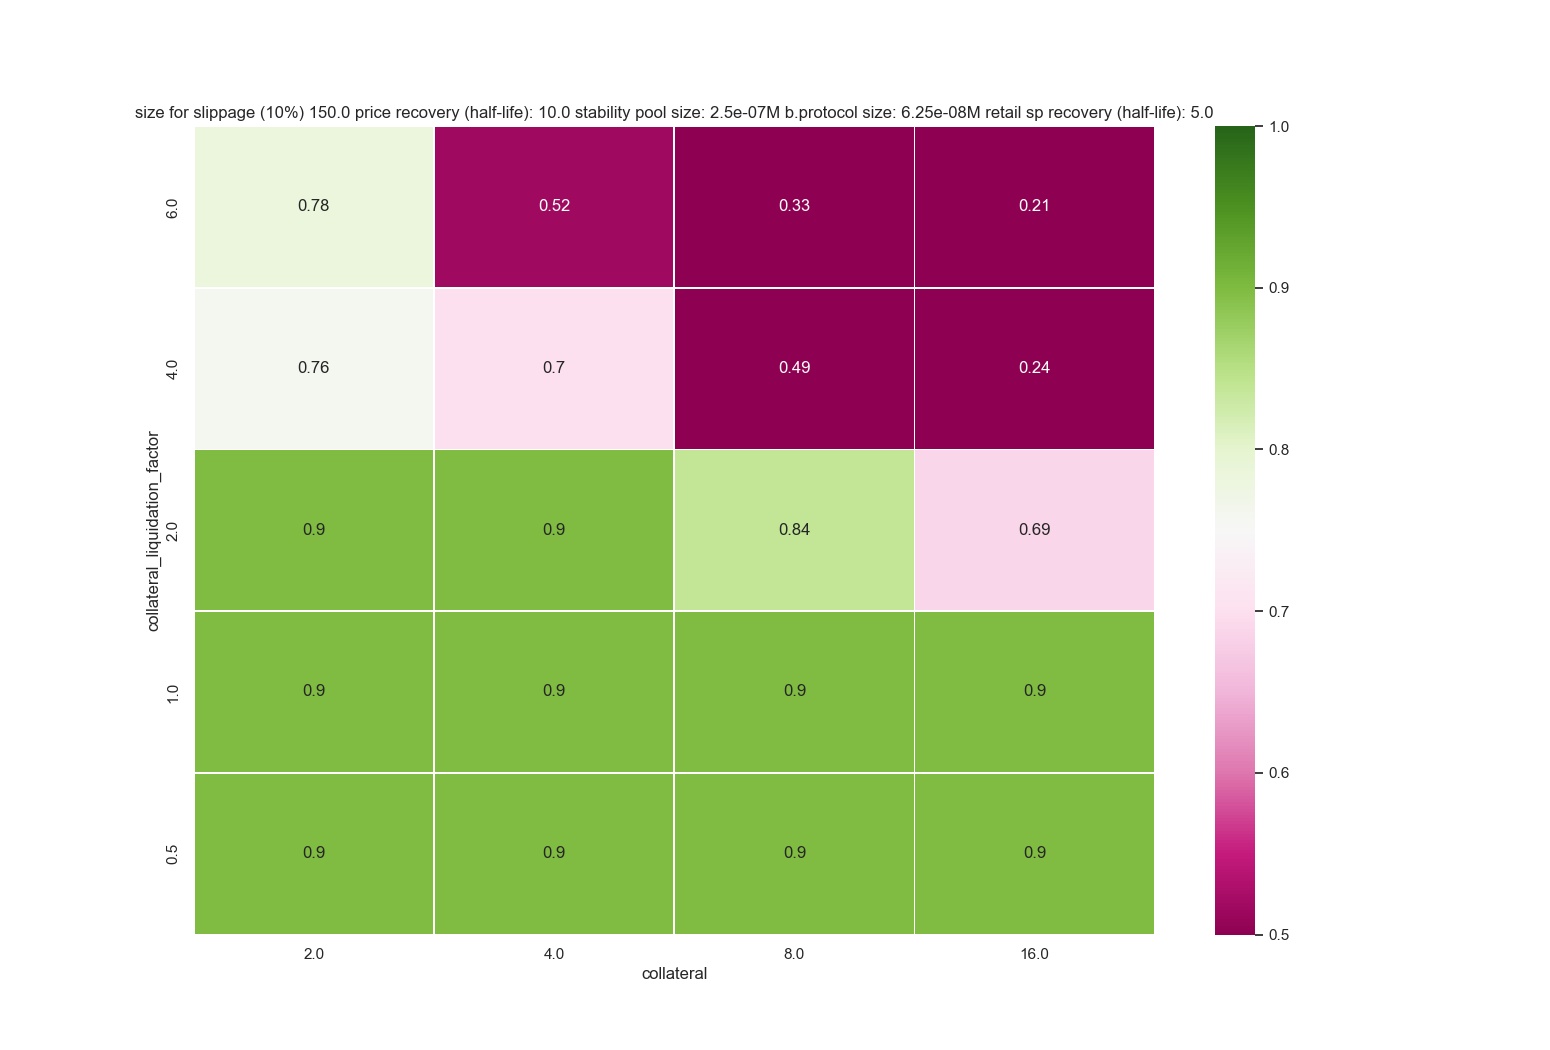 size for slippage (10%) 150.0 price recovery (half-life): 10.0 stability pool size: 2.5e-07M b.protocol size: 6.25e-08M retail sp recovery (half-life): 5.0
collateral_liquidation_factor
6.0 0.78 0.52 0.33 0.21
4.0 0.76 0.7 0.49 0.24
2.0 0.9 0.9 0.84 0.69
1.0 0.9 0.9 0.9 0.9
0.5 0.9 0.9 0.9 0.9
2.0 4.0 8.0 16.0
collateral
1.0
0.9
0.8
0.7
0.6
0.5